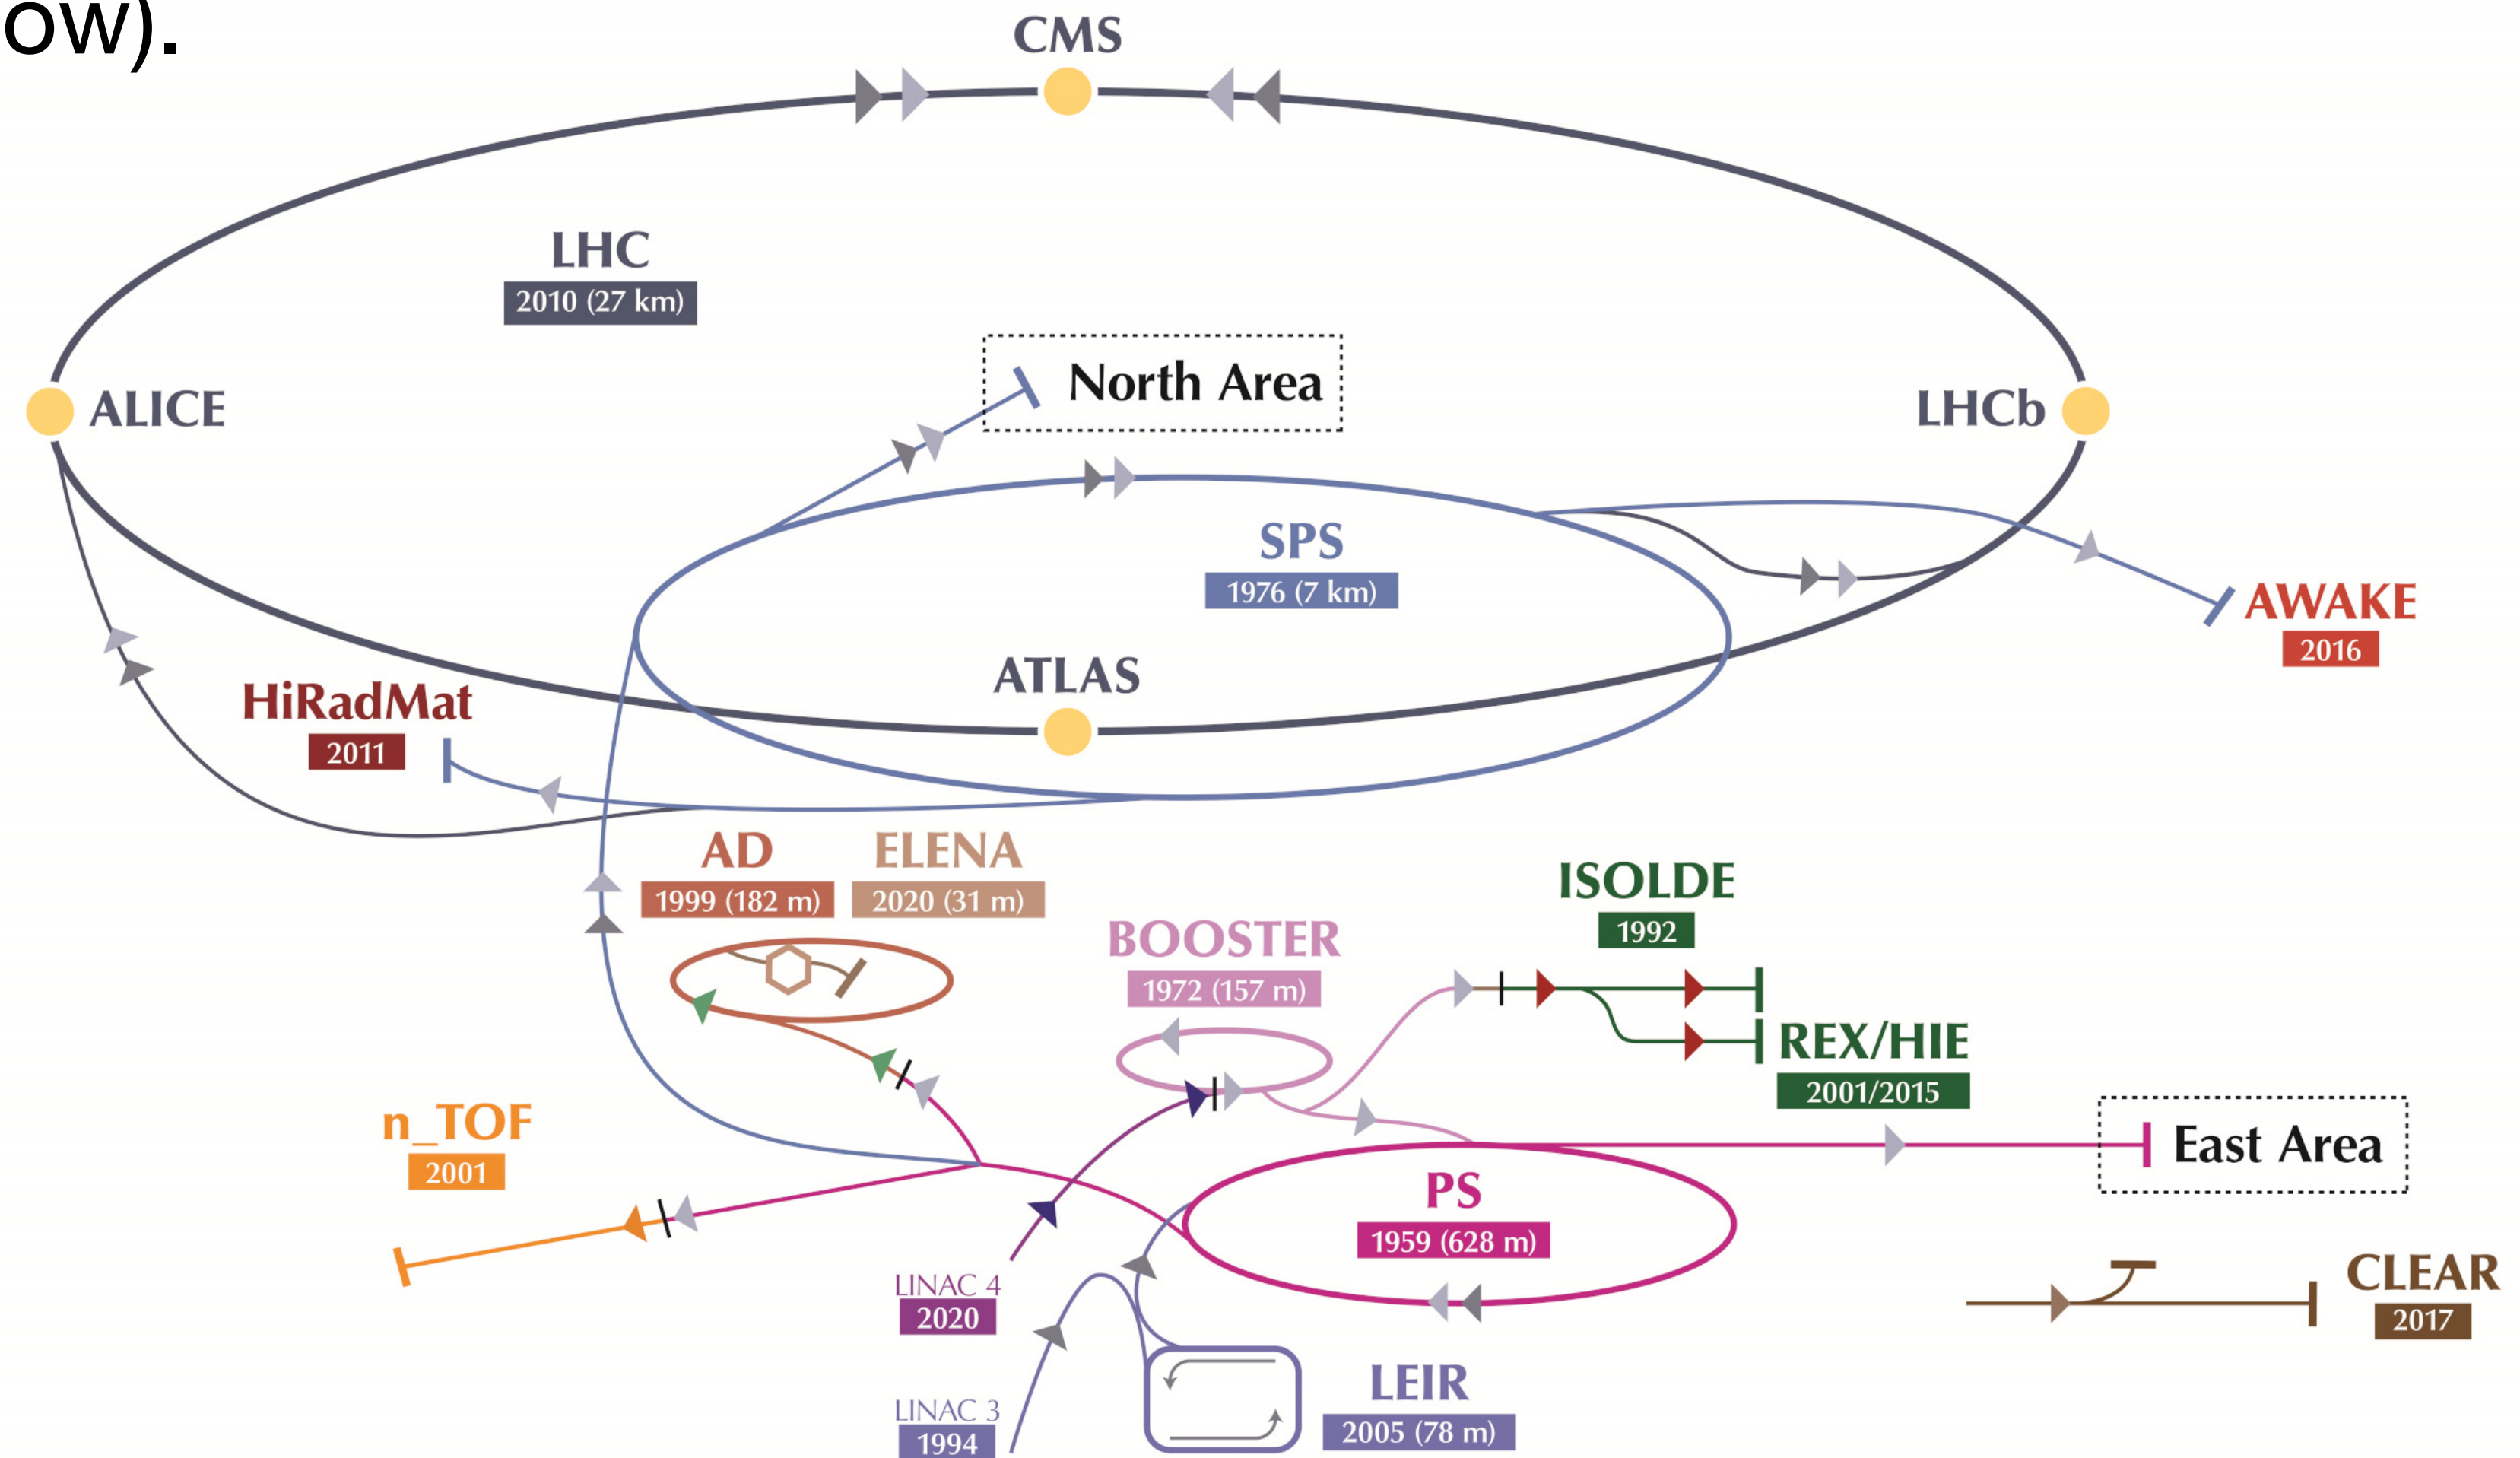 ow).
CMS
LHC
2010 (27 km)
North Area
ALICE
LHCb
SPS
1976 (7 km)
AWAKE
2016
ATLAS
HiRadMat
2011
AD
1999 (182 m)
ELENA
2020 (31 m)
ISOLDE
1992
BOOSTER
1972 (157 m)
REX/HIE
2001/2015
n_TOF
2001
East Area
PS
1959 (628 m)
LINAC 4
2020
CLEAR
2017
LEIR
2005 (78 m)
LINAC 3
1994